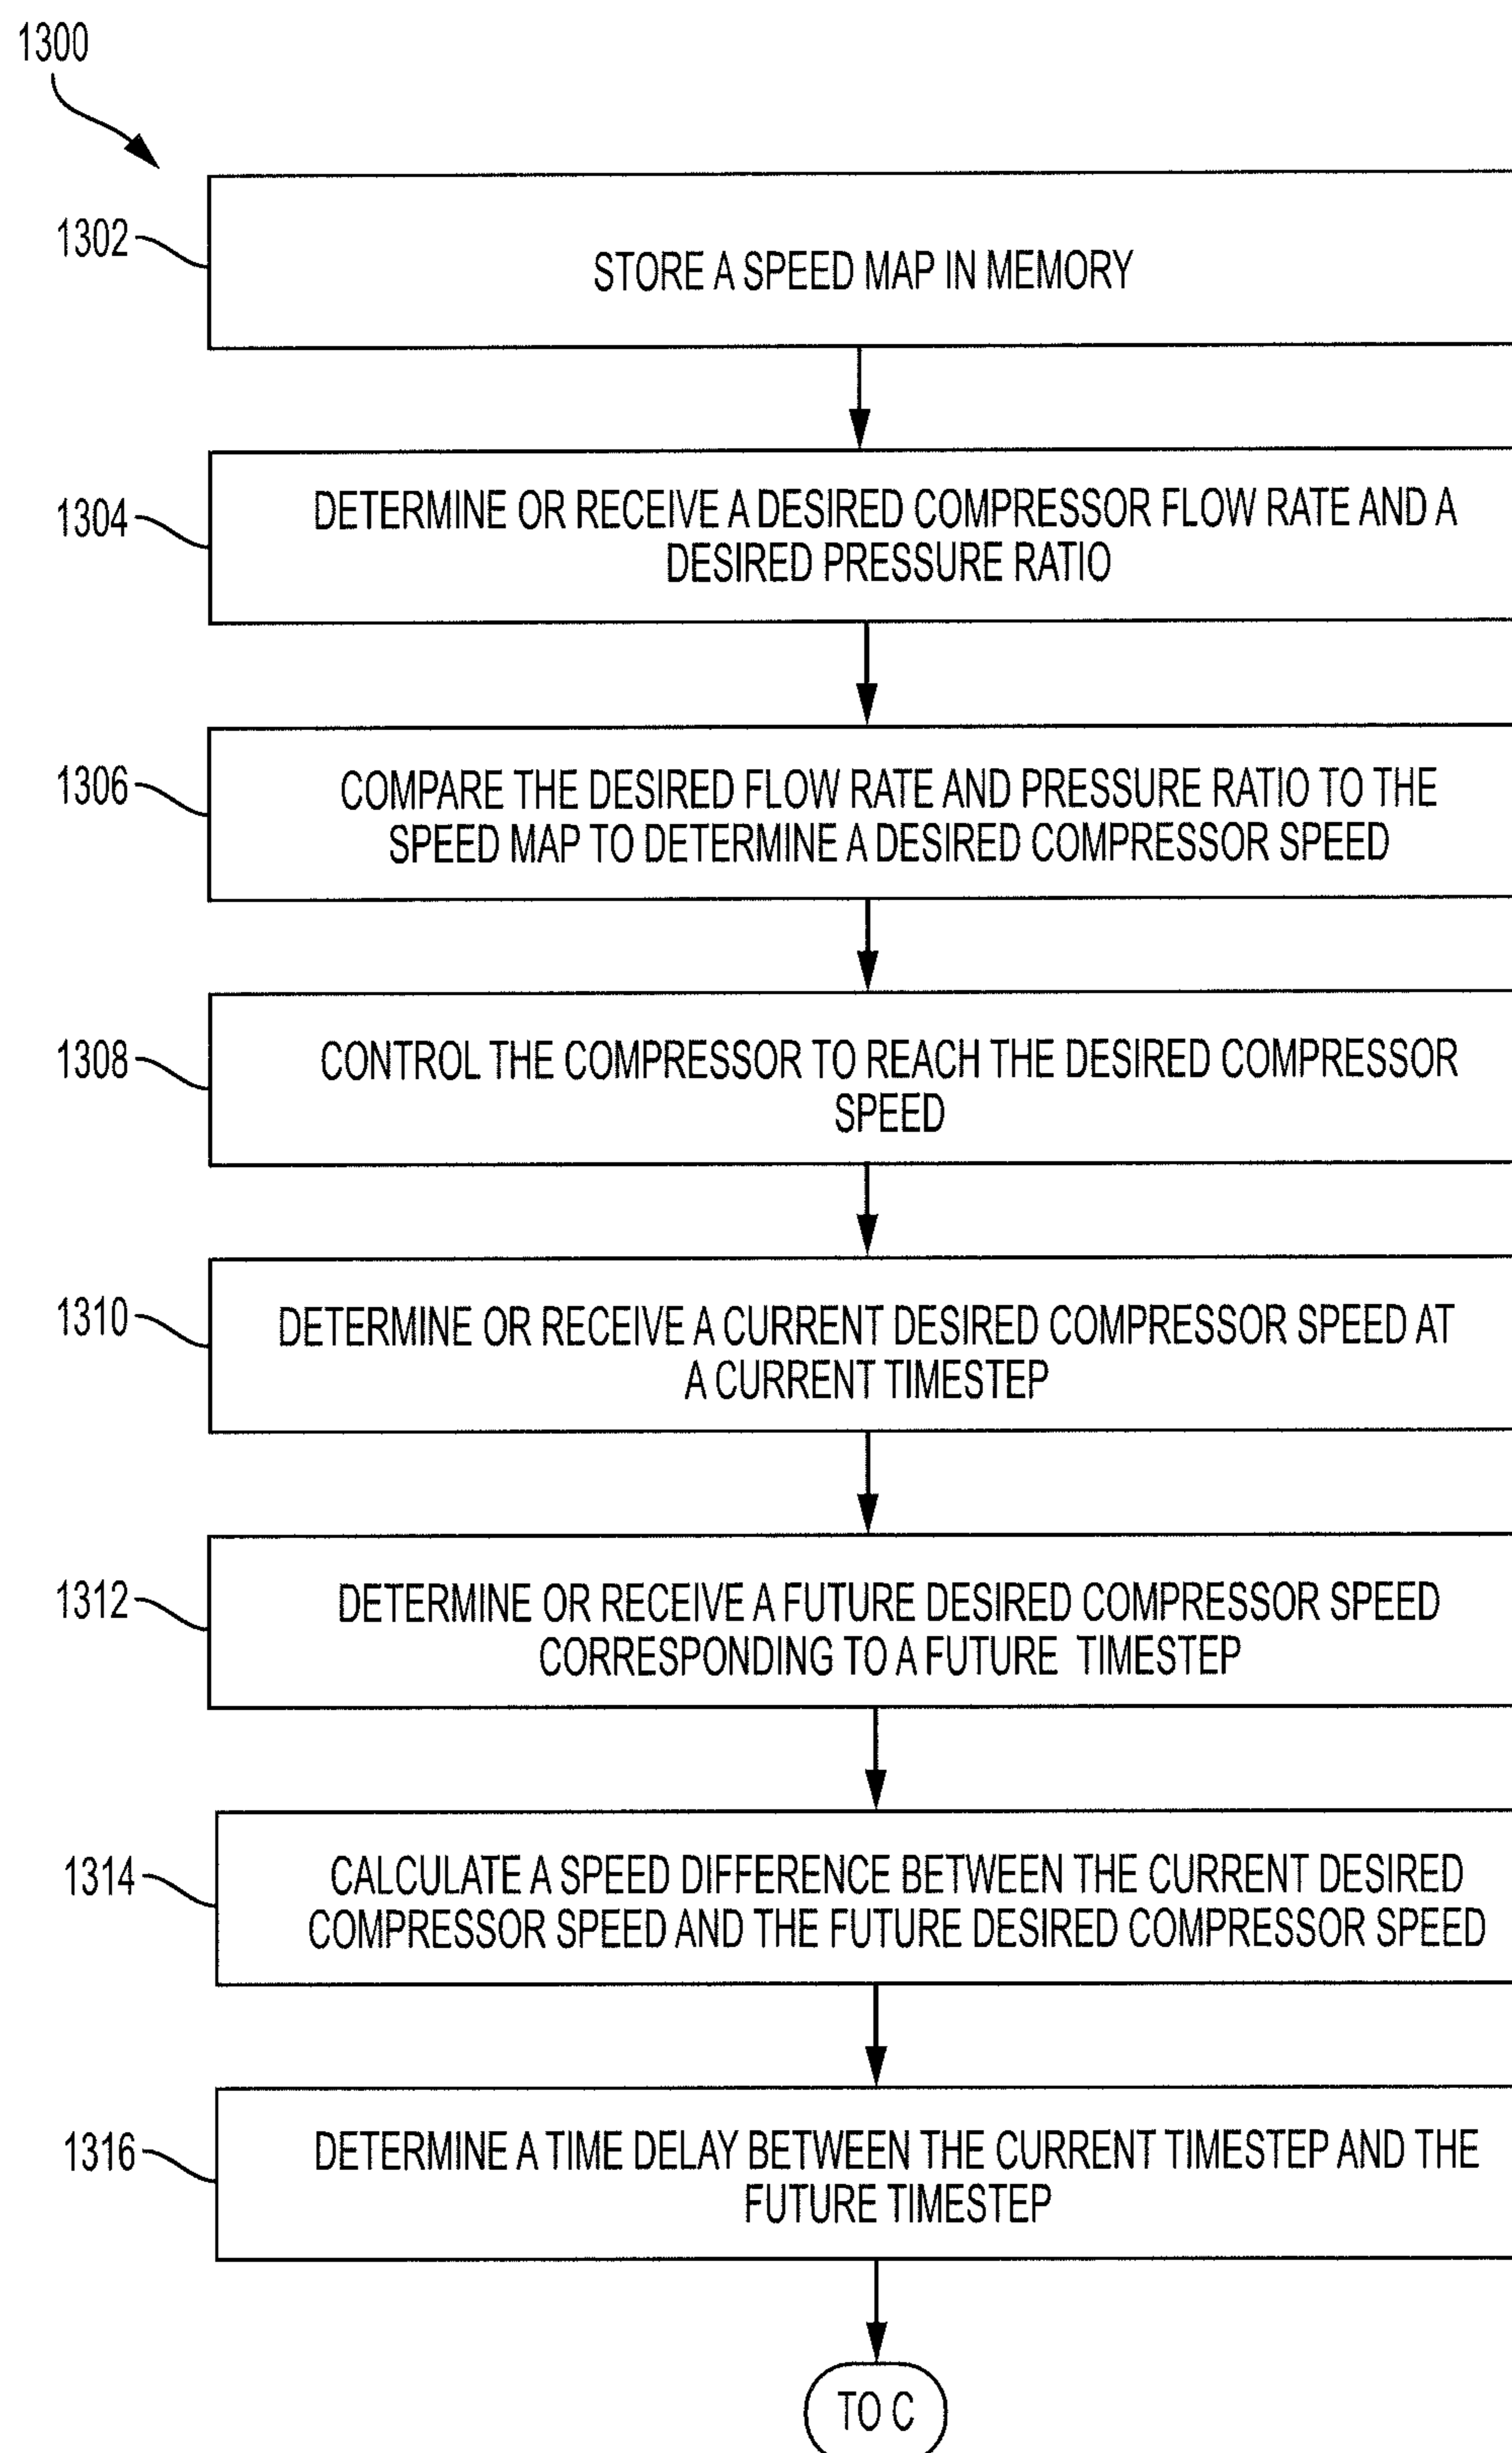 1300
1302
STORE A SPEED MAP IN MEMORY
1304
DETERMINE OR RECEIVE A DESIRED COMPRESSOR FLOW RATE AND A
DESIRED PRESSURE RATIO
1306
COMPARE THE DESIRED FLOW RATE AND PRESSURE RATIO TO THE
SPEED MAP TO DETERMINE A DESIRED COMPRESSOR SPEED
1308
CONTROL THE COMPRESSOR TO REACH THE DESIRED COMPRESSOR
SPEED
1310
DETERMINE OR RECEIVE A CURRENT DESIRED COMPRESSOR SPEED AT
A CURRENT TIMESTEP
1312
DETERMINE OR RECEIVE A FUTURE DESIRED COMPRESSOR SPEED
CORRESPONDING TO A FUTURE TIMESTEP
1314
CALCULATE A SPEED DIFFERENCE BETWEEN THE CURRENT DESIRED
COMPRESSOR SPEED AND THE FUTURE DESIRED COMPRESSOR SPEED
1316
DETERMINE A TIME DELAY BETWEEN THE CURRENT TIMESTEP AND THE
FUTURE TIMESTEP
TO C